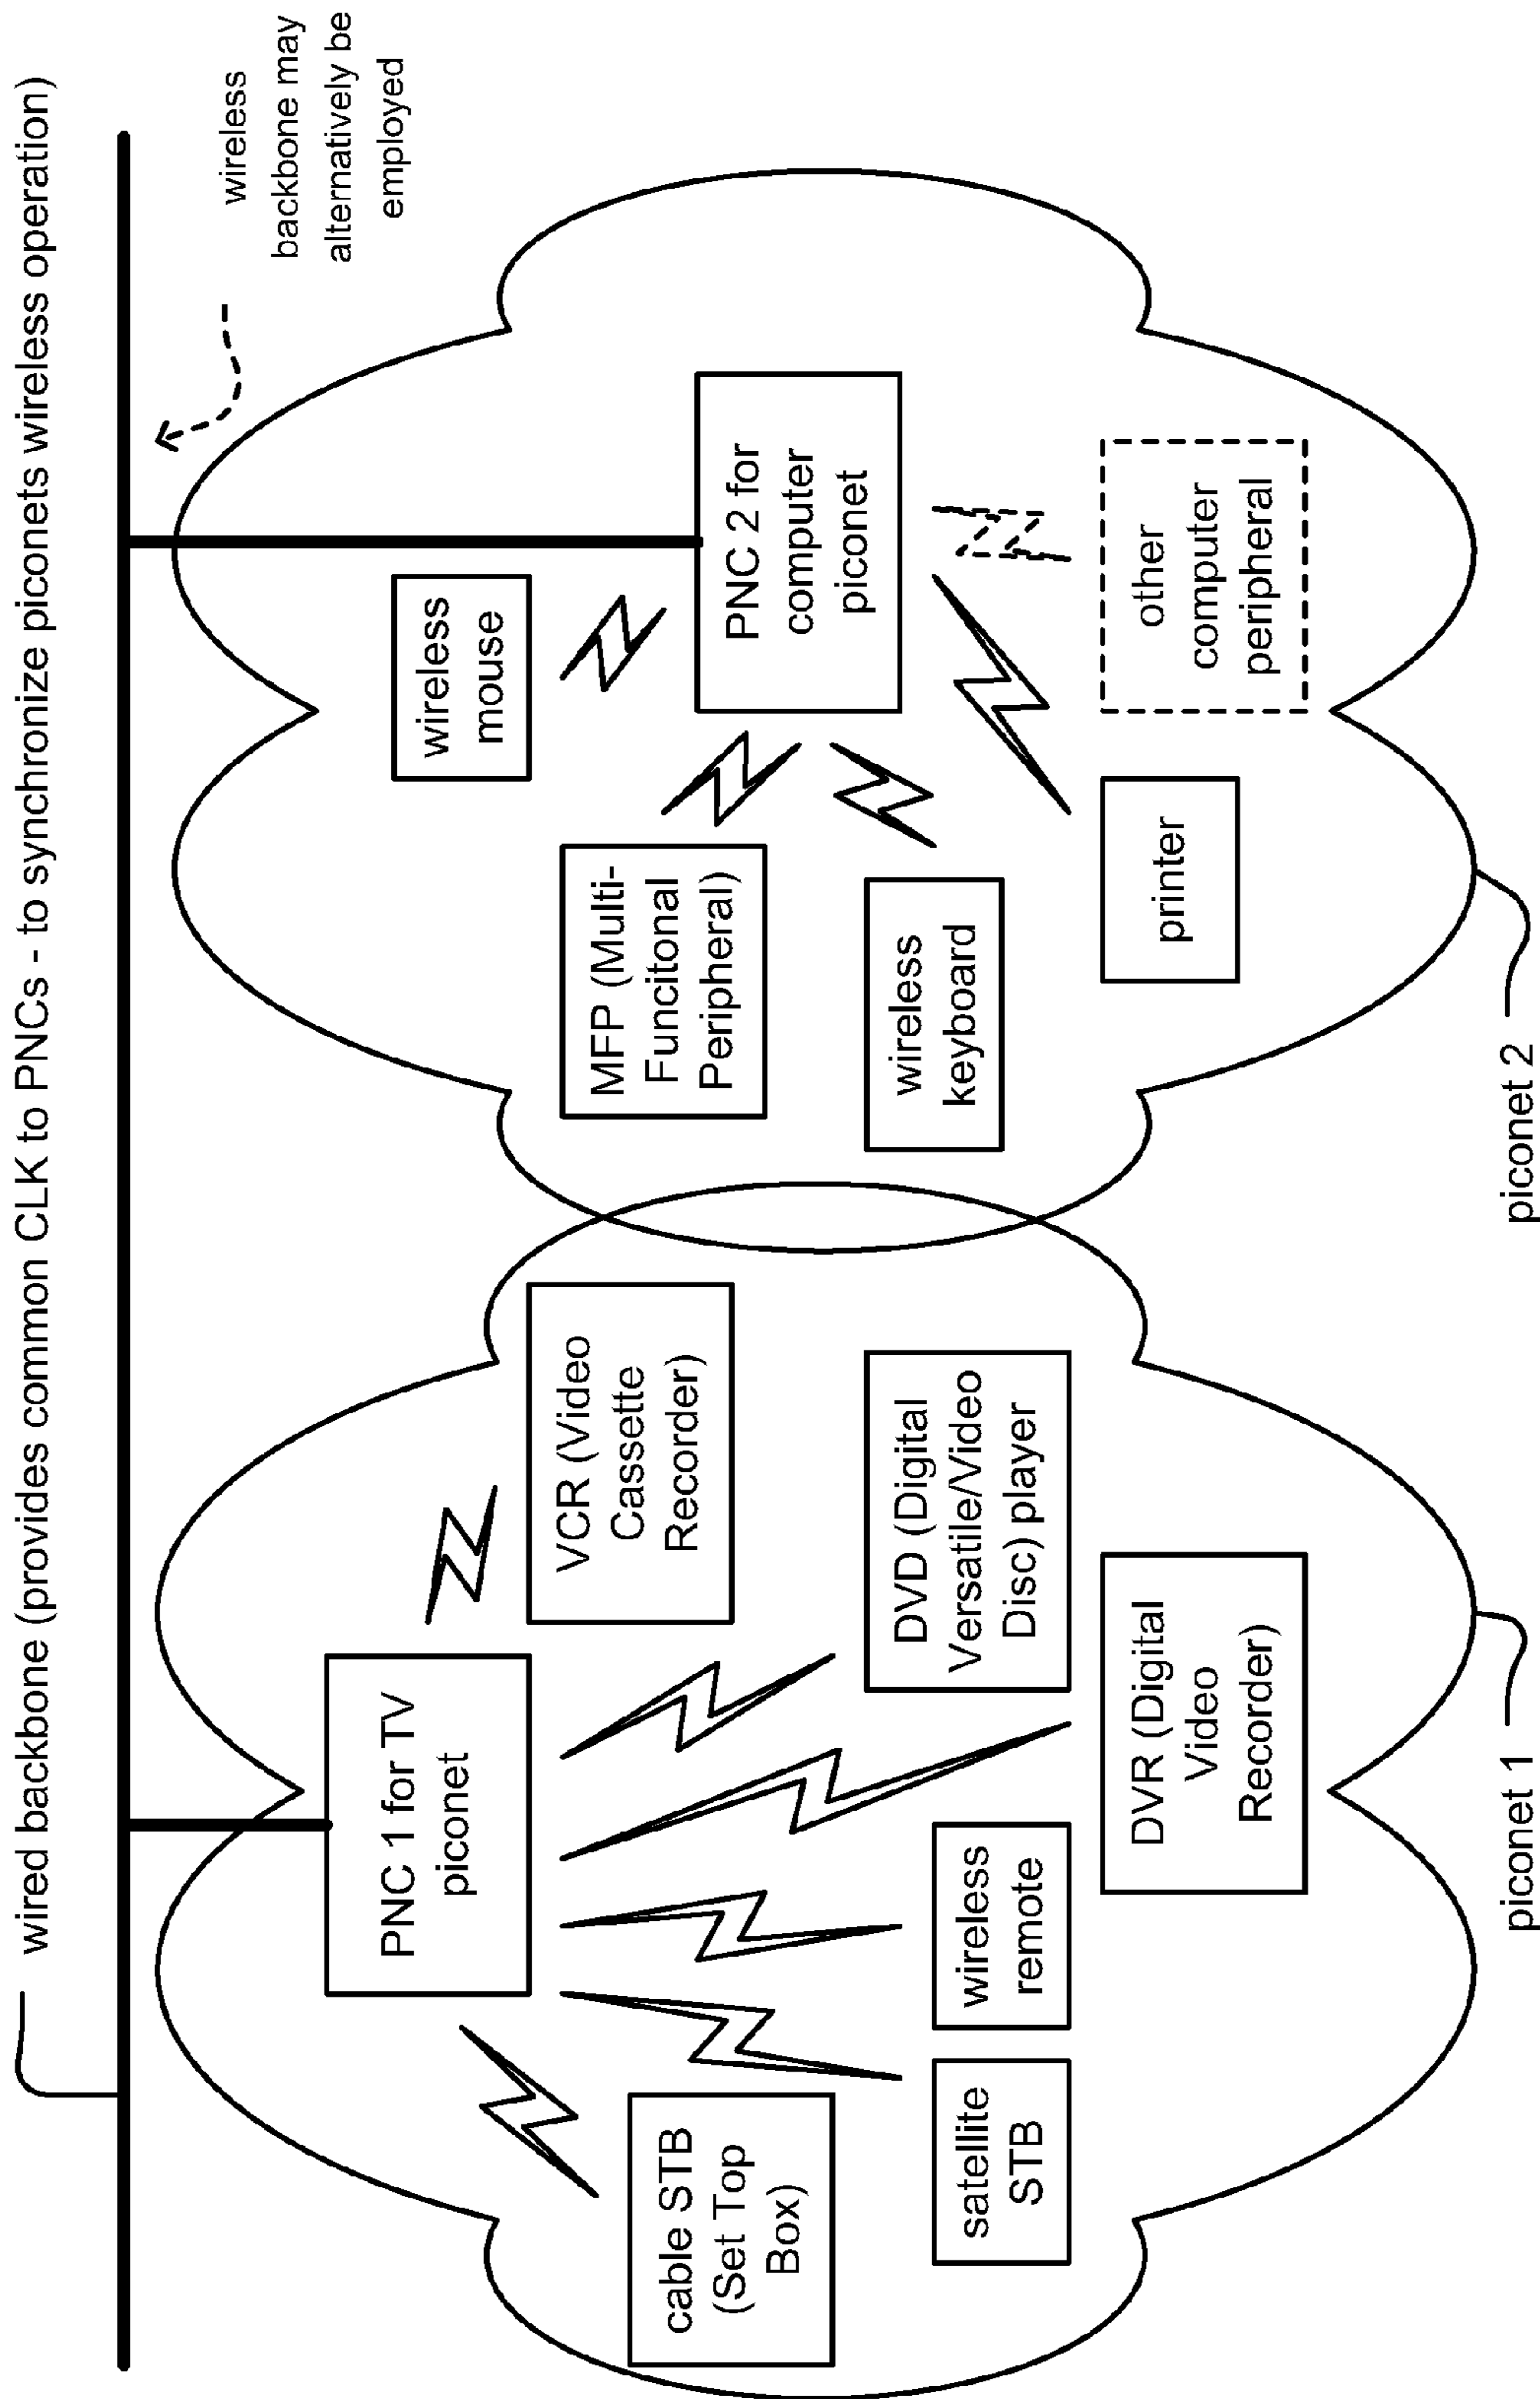 wired backbone (provides common CLK to PNCs - to synchronize piconets wireless operation)
wireless
backbone may
alternatively be
employed
PNC 1 for TV
piconet
VCR (Video
Cassette
Recorder)
cable STB
(Set Top
Box)
DVD (Digital
Versatile/Video
Disc) player
satellite
STB
wireless
remote
DVR (Digital
Video
Recorder)
piconet 1
wireless
mouse
MFP (Multi-
Funcitonal
Peripheral)
PNC 2 for
computer
piconet
wireless
keyboard
printer
other
computer
peripheral
piconet 2